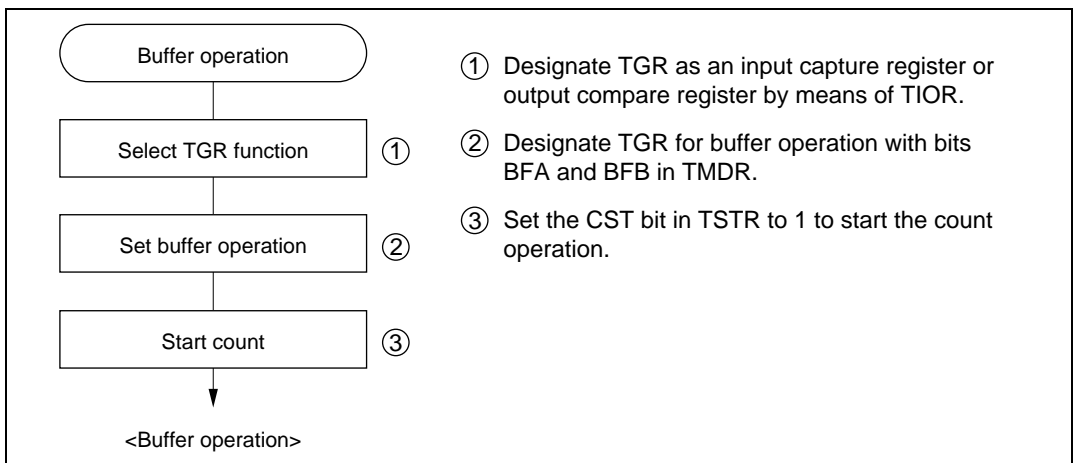 Buffer operation
Select TGR function
①
Set buffer operation
②
Start count
③
<Buffer operation>
① Designate TGR as an input capture register or
output compare register by means of TIOR.
② Designate TGR for buffer operation with bits
BFA and BFB in TMDR.
③ Set the CST bit in TSTR to 1 to start the count
operation.